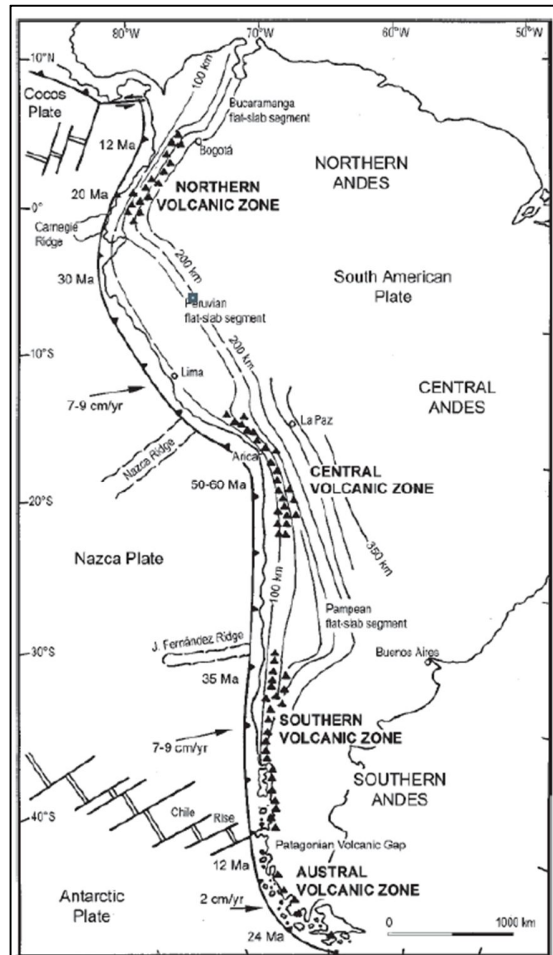 80°W
70°W
60°W
50°W
10°N
100 km
Cocos
Plate
Bucaramanga
flat-slab segment
12 Ma
Bogotá
NORTHERN
ANDES
20 Ma
NORTHERN
VOLCANIC ZONE
0°
Carnegie
Ridge
200 km
30 Ma
South American
Plate
Peruvian
flat-slab segment
10°S
200 km
Lima
7-9 cm/yr
CENTRAL
ANDES
La Paz
Nazca Ridge
Arica
CENTRAL
VOLCANIC ZONE
50-60 Ma
20°S
350 km
Nazca Plate
100 km
Pampean
flat-slab segment
J. Fernández Ridge
Buenos Aires
30°S
35 Ma
SOUTHERN
VOLCANIC ZONE
7-9 cm/yr
SOUTHERN
ANDES
Chile Rise
40°S
Patagonian Volcanic Gap
12 Ma
AUSTRAL
VOLCANIC ZONE
Antarctic
Plate
2 cm/yr
24 Ma
0
1000 km